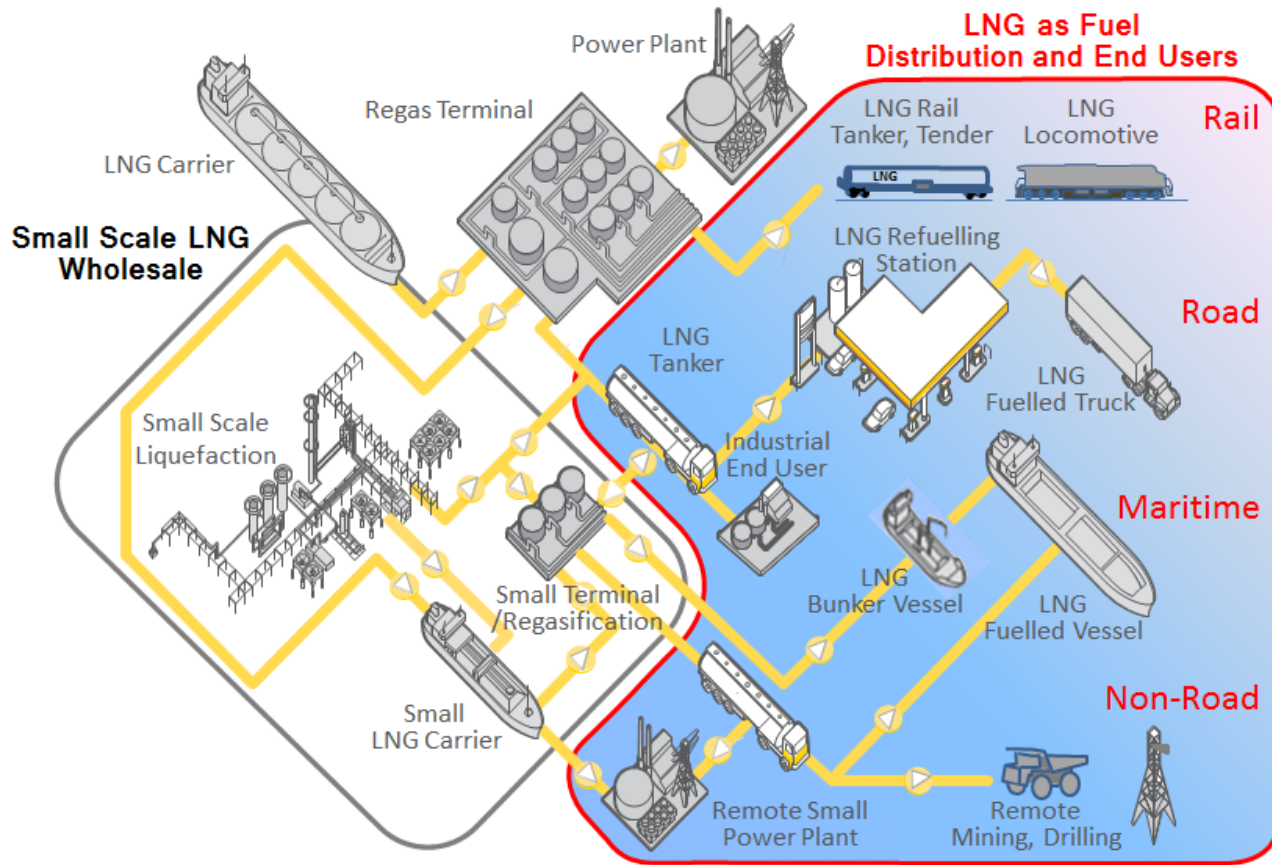 LNG as Fuel
Distribution and End Users
Power Plant
Regas Terminal
LNG Carrier
Rail
LNG Rail
Tanker, Tender
LNG
Locomotive
LNG
Small Scale LNG
Wholesale
LNG Refuelling
Station
Road
LNG
Tanker
LNG
Fuelled Truck
Small Scale
Liquefaction
Industrial
End User
Maritime
Small Terminal
/Regasification
LNG
Bunker Vessel
LNG
Fuelled Vessel
Small
LNG Carrier
Non-Road
Remote Small
Power Plant
Remote
Mining, Drilling